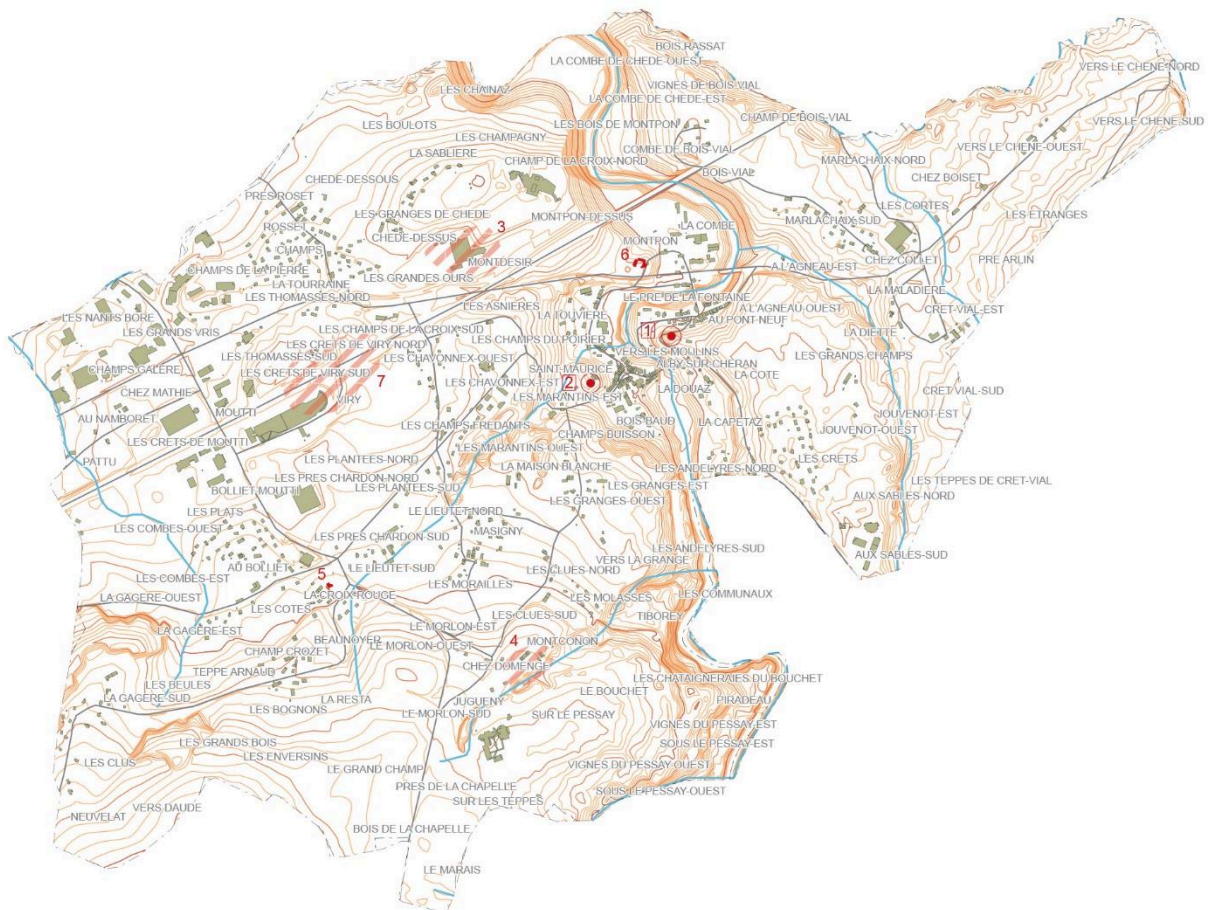 BOIS RASSAT
LA COMBE DE CHEDE-OUEST
VERS LE CHENE-NORD
LES CHAINAZ
VIGNES DE BOIS-VIAL
LA COMBE DE CHEDE-EST
CHAMP DE BOIS-VIAL
VERS LE CHENE-SUD
LES BOULOTS
LES BOIS DE MONTPON
LES CHAMPAGNY
COMBE DE BOIS-VIAL
VERS LE CHENE-OUEST
LA SABLIERE
CHAMP DE LA CROIX-NORD
MARLACHAIX-NORD
BOIS-VIAL
CHEZ BOISET
CHEDE-DESSOUS
PRES ROSET
LES CORTES
LES GRANGES DE CHEDE
MONTPON-DESSUS
LES ETRANGES
MARLACHAIX-SUD
ROSSET
LA COMBE
3
CHEDE-DESSUS
MONTPON
CHAMPS
6
MONTDESIR
CHEZ COLLET
PRE ARLIN
CHAMPS DE LA PIERRE
A L'AGNEAU-EST
LES GRANDES OURS
LA TOURRAINE
LA MALADIERE
LES THOMASSES-NORD
LE PRE DE LA FONTAINE
LES ASNIERES
A L'AGNEAU-OUEST
CRET-VIAL-EST
LES NANTS BORE
LA TOUVIERE
AU PONT-NEUF
LES GRANDS VRIS
LES CHAMPS DE LA CROIX-SUD
1
LA DIETTE
LES CHAMPS DU POIRIER
LES CRETS DE VIRY-NORD
VERS LES MOULINS
LES THOMASSES-SUD
LES CHAVONNEX-OUEST
LES GRANDS CHAMPS
ALBY-SUR-CHERAN
CHAMPS GALERE
SAINT-MAURICE
LES CRETS DE VIRY-SUD
LA COTE
7
2
LES CHAVONNEX-EST
LA DOUAZ
CHEZ MATHIE
CRET-VIAL-SUD
LES MARANTINS-EST
VIRY
AU NAMBORET
MOUTTI
JOUVENOT-EST
BOIS-BAUD
LA CAPETAZ
LES CHAMPS FREDANTS
JOUVENOT-OUEST
CHAMPS BUISSON
LES CRETS DE MOUTTI
LES MARANTINS-OUEST
LES PLANTEES-NORD
LES CRETS
PATTU
LA MAISON BLANCHE
LES ANDELYRES-NORD
LES PRES CHARDON-NORD
LES TEPPES DE CRET-VIAL
LES GRANGES-EST
LES PLANTEES-SUD
BOLLIET-MOUTTI
AUX SABLES-NORD
LES GRANGES-OUEST
LES PLATS
LE LIEUTET-NORD
LES COMBES-OUEST
MASIGNY
LES PRES CHARDON-SUD
LES ANDELYRES-SUD
AUX SABLES-SUD
VERS LA GRANGE
AU BOLLIET
LE LIEUTET-SUD
LES CLUES-NORD
5
LES COMBES-EST
LES MORAILLES
LES COMMUNAUX
LA CROIX-ROUGE
LA GAGERE-OUEST
LES MOLASSES
LES COTES
LES CLUES-SUD
TIBOREY
LE MORLON-EST
LA GAGERE-EST
4
BEAUNOYER
MONTCONON
LE MORLON-OUEST
CHAMP CROZET
CHEZ DOMENGE
TEPPE ARNAUD
LES CHATAIGNERAIES DU BOUCHET
LES BEULES
LE BOUCHET
LA GAGERE-SUD
LA RESTA
JUGUENY
PIRADEAU
LES BOGNONS
LE MORLON-SUD
SUR LE PESSAY
VIGNES DU PESSAY-EST
LES GRANDS BOIS
SOUS LE PESSAY-EST
LES ENVERSINS
LES CLUS
VIGNES DU PESSAY-OUEST
LE GRAND CHAMP
PRES DE LA CHAPELLE
SOUS LE PESSAY-OUEST
SUR LES TEPPES
VERS DAUDE
NEUVELAT
BOIS DE LA CHAPELLE
LE MARAIS